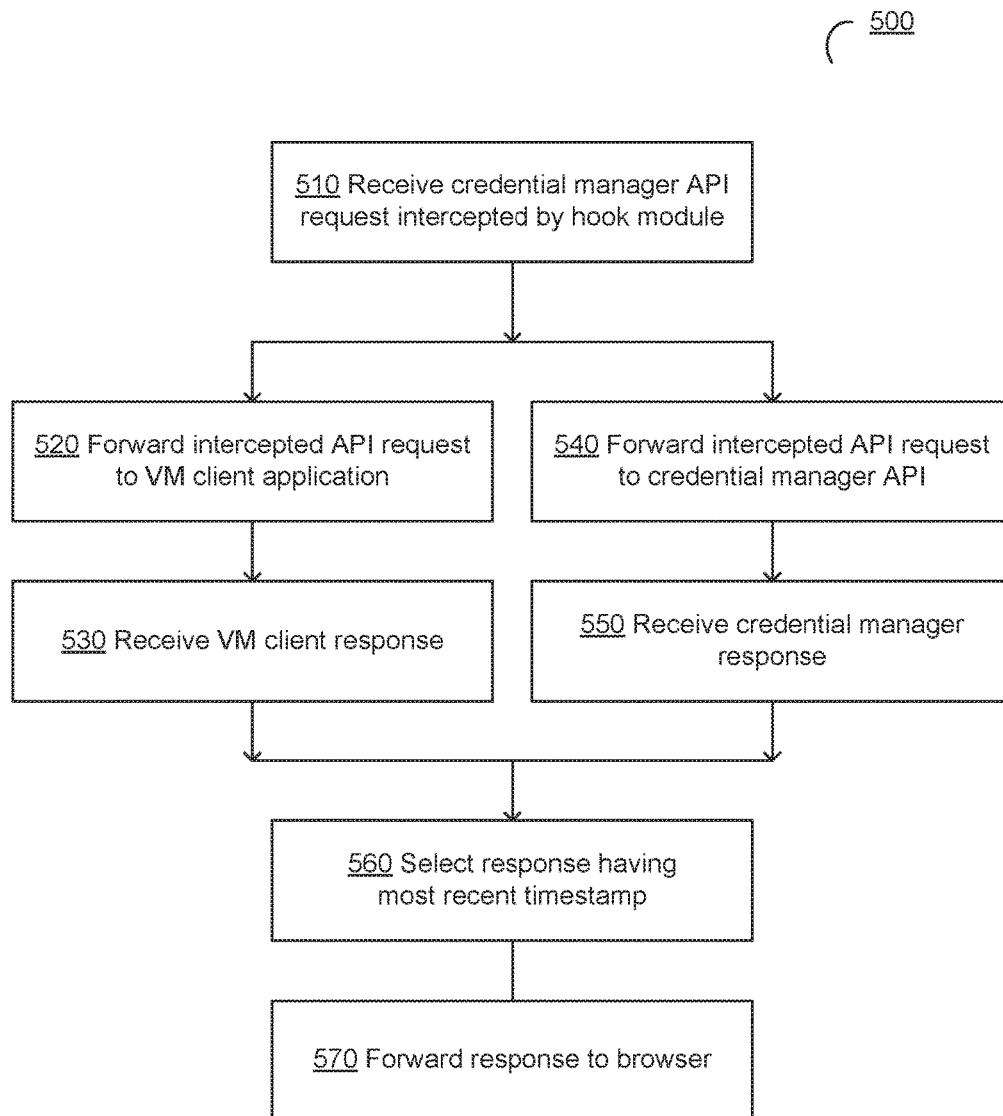 500
510 Receive credential manager API
request intercepted by hook module
520 Forward intercepted API request
to VM client application
540 Forward intercepted API request
to credential manager API
530 Receive VM client response
550 Receive credential manager
response
560 Select response having
most recent timestamp
570 Forward response to browser